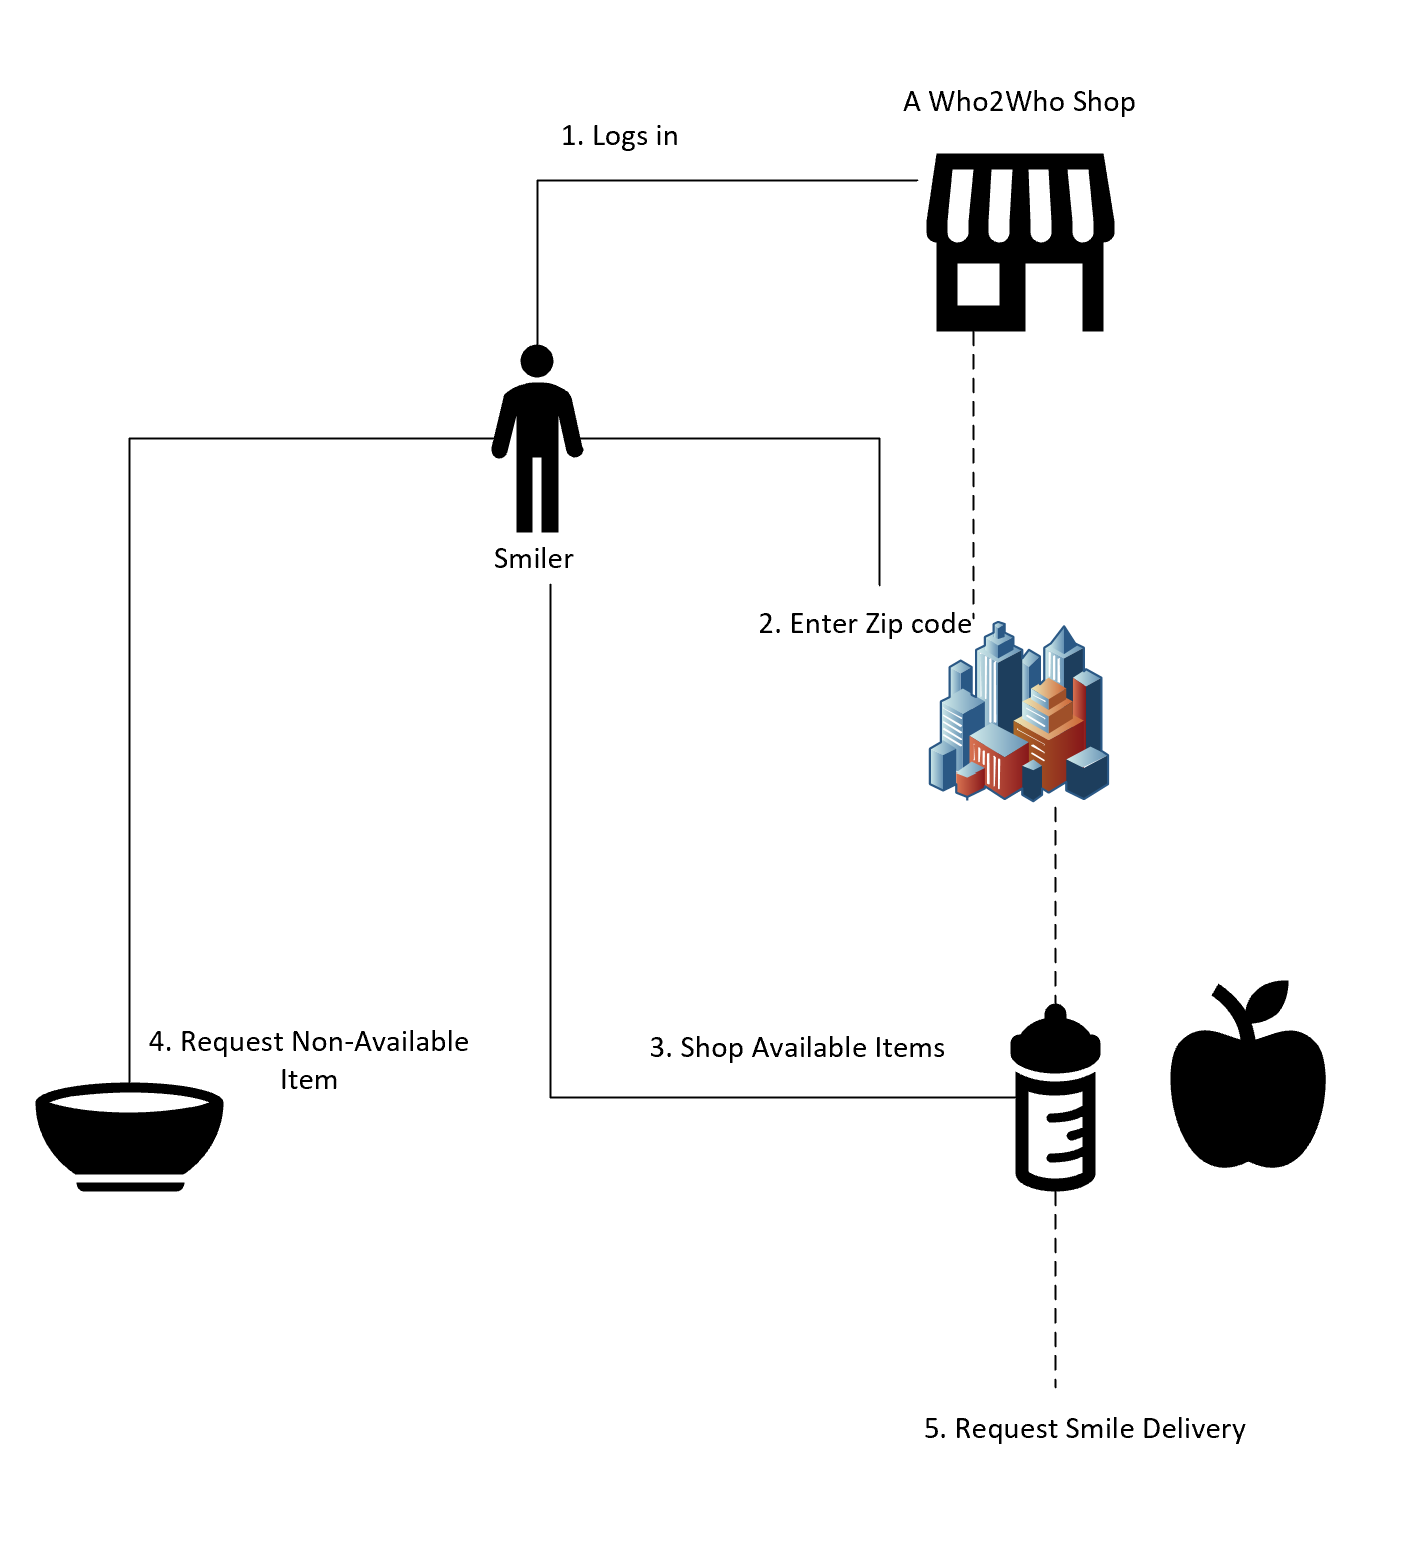 A Who2Who Shop
1. Logs in
Smiler
2. Enter Zip code
4. Request Non-Available
Item
3. Shop Available Items
5. Request Smile Delivery